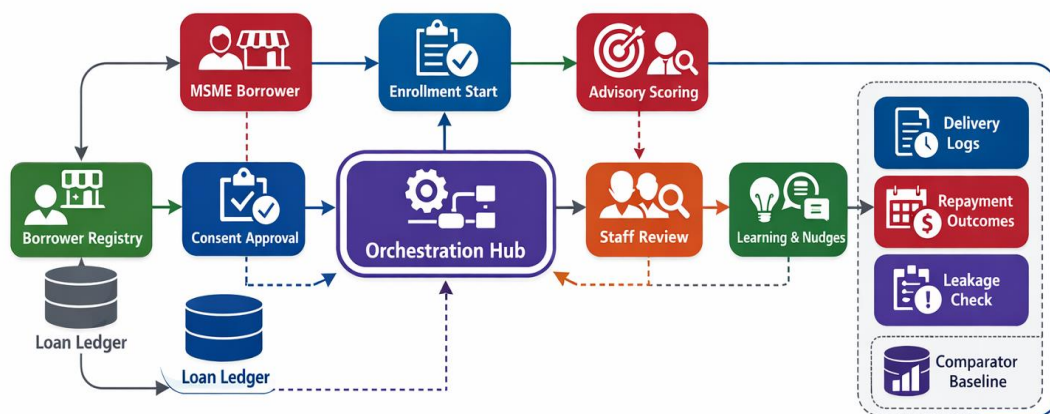 MSME Borrower
Enrollment Start
Advisory Scoring
Delivery
Logs
Borrower Registry
Consent Approval
Orchestration Hub
Staff Review
Learning & Nudges
Repayment
Outcomes
Leakage
Check
Loan Ledger
Loan Ledger
Comparator
Baseline